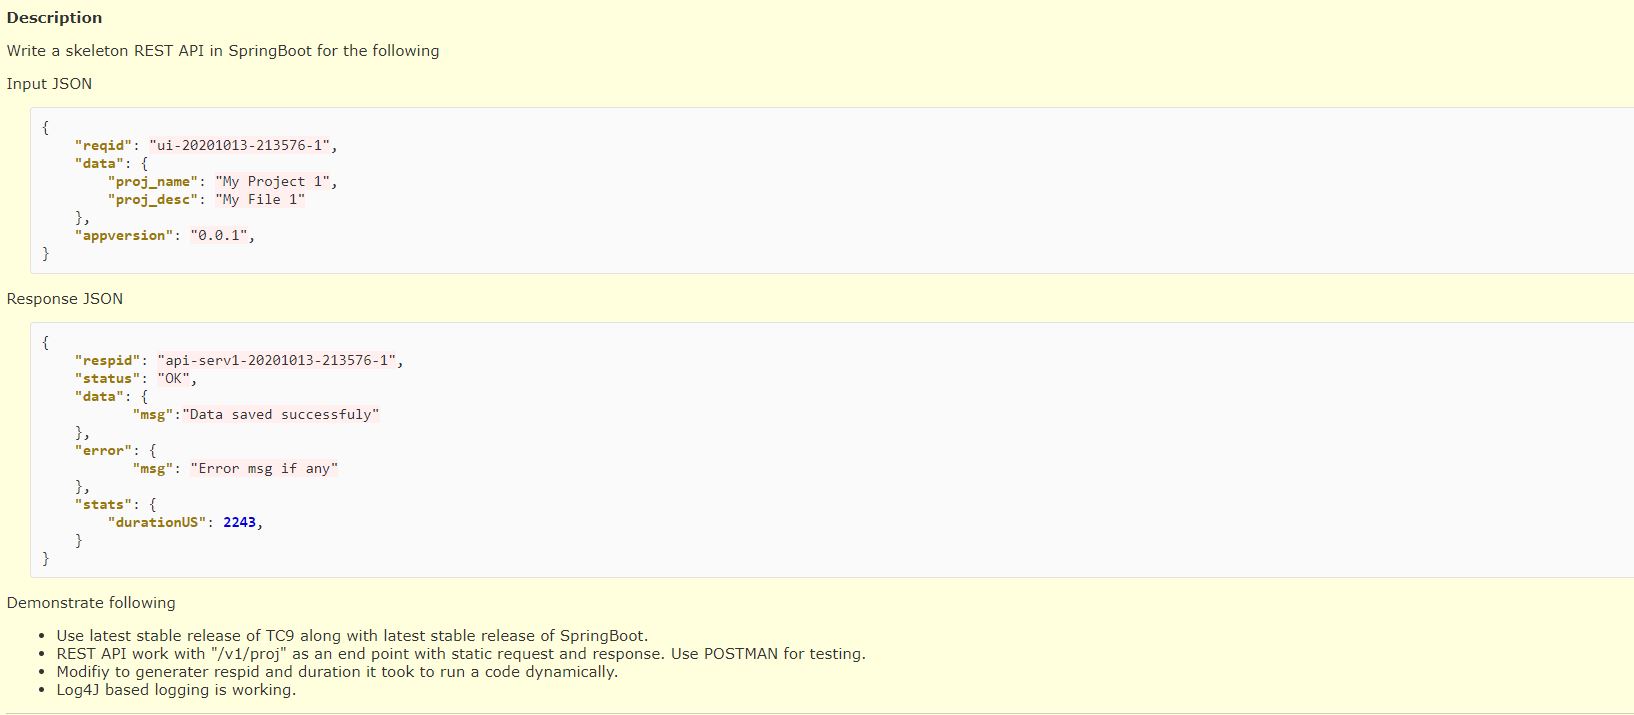 Description
Write a skeleton REST API in SpringBoot for the following
Input JSON
{
    "reqid": "ui-20201013-213576-1",
    "data": {
        "proj_name": "My Project 1",
        "proj_desc": "My File 1"
    },
    "appversion": "0.0.1",
}
Response JSON
{
    "respid": "api-serv1-20201013-213576-1",
    "status": "OK",
    "data": {
           "msg":"Data saved successfuly"
    },
    "error": {
           "msg": "Error msg if any"
    },
    "stats": {
        "durationUS": 2243,
    }
}
Demonstrate following
• Use latest stable release of TC9 along with latest stable release of SpringBoot.
• REST API work with "/v1/proj" as an end point with static request and response. Use POSTMAN for testing.
• Modifiy to generater respid and duration it took to run a code dynamically.
• Log4J based logging is working.